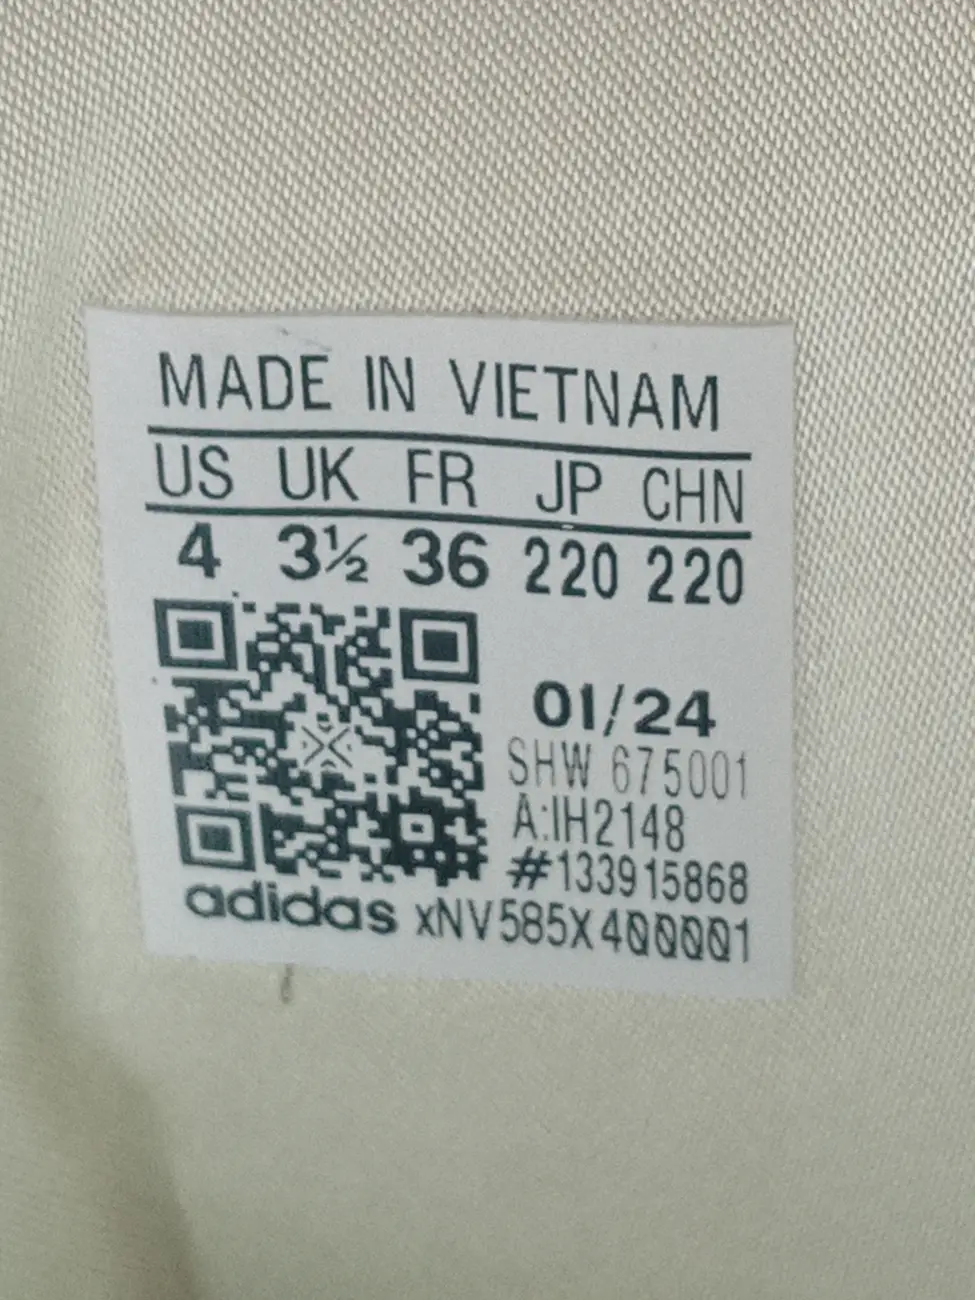 MADE IN VIETNAM
US UK FR JP CHN
4 3½ 36 220 220
01/24
SHW 675001
A:IH2148
#133915868
adidas xNV585X400001